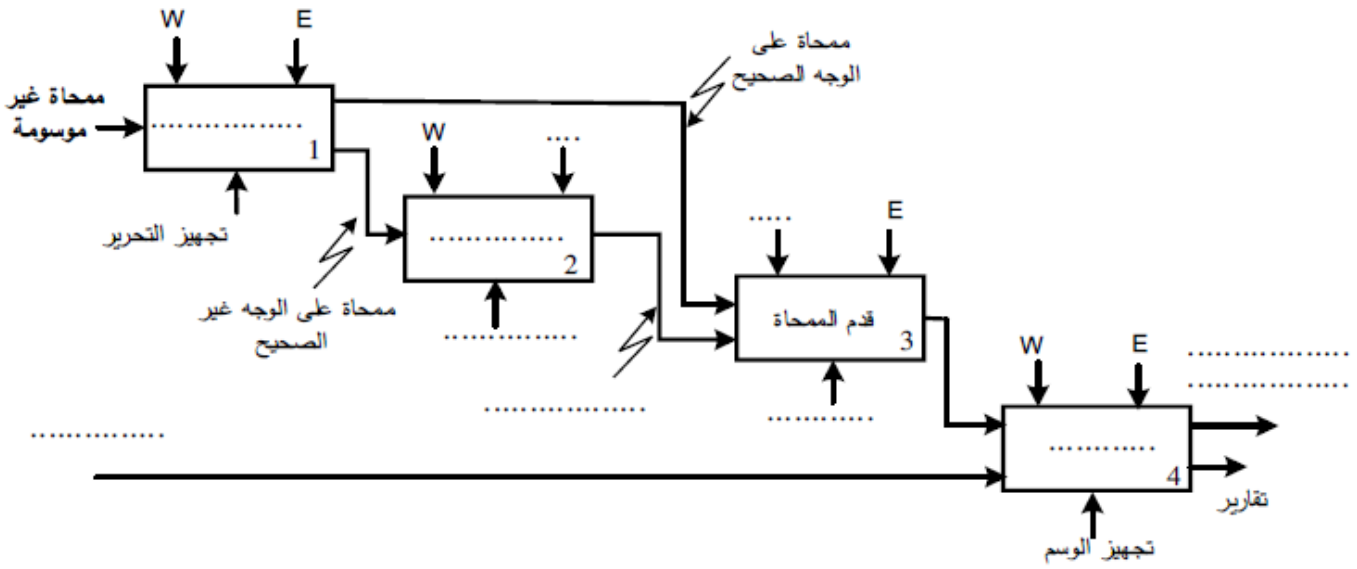 W
E
ممحاة على
الوجه الصحيح
ممحاة غير
موسومة
.................
1
تجهيز التحرير
W
....
..............
2
ممحاة على الوجه غير
الصحيح
..............
.................
.....
E
قدم الممحاة
3
...........
W
E
.................
.................
...........
4
..............
تقارير
تجهيز الوسم